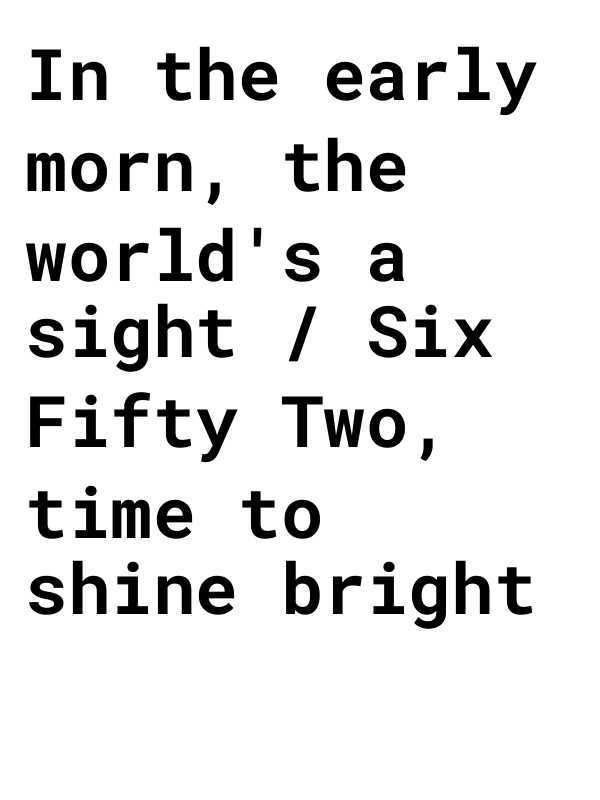 In the early
morn, the
world's a
sight / Six
Fifty Two,
time to
shine bright